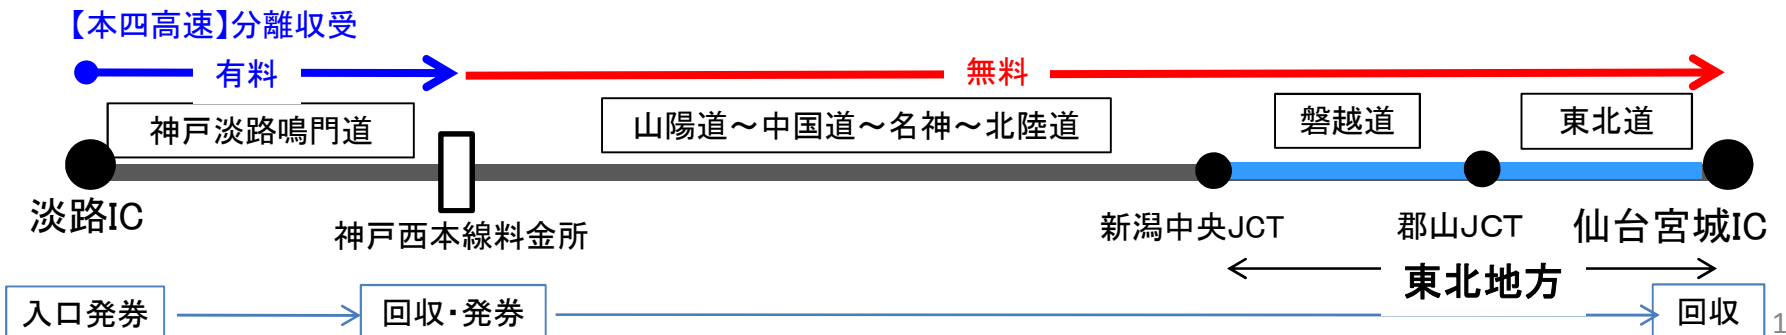 【本四高速】分離収受
有料
無料
神戸淡路鳴門道
山陽道～中国道～名神～北陸道
磐越道
東北道
淡路IC
神戸西本線料金所
新潟中央JCT
郡山JCT
仙台宮城IC
東北地方
入口発券
回収・発券
回収
1